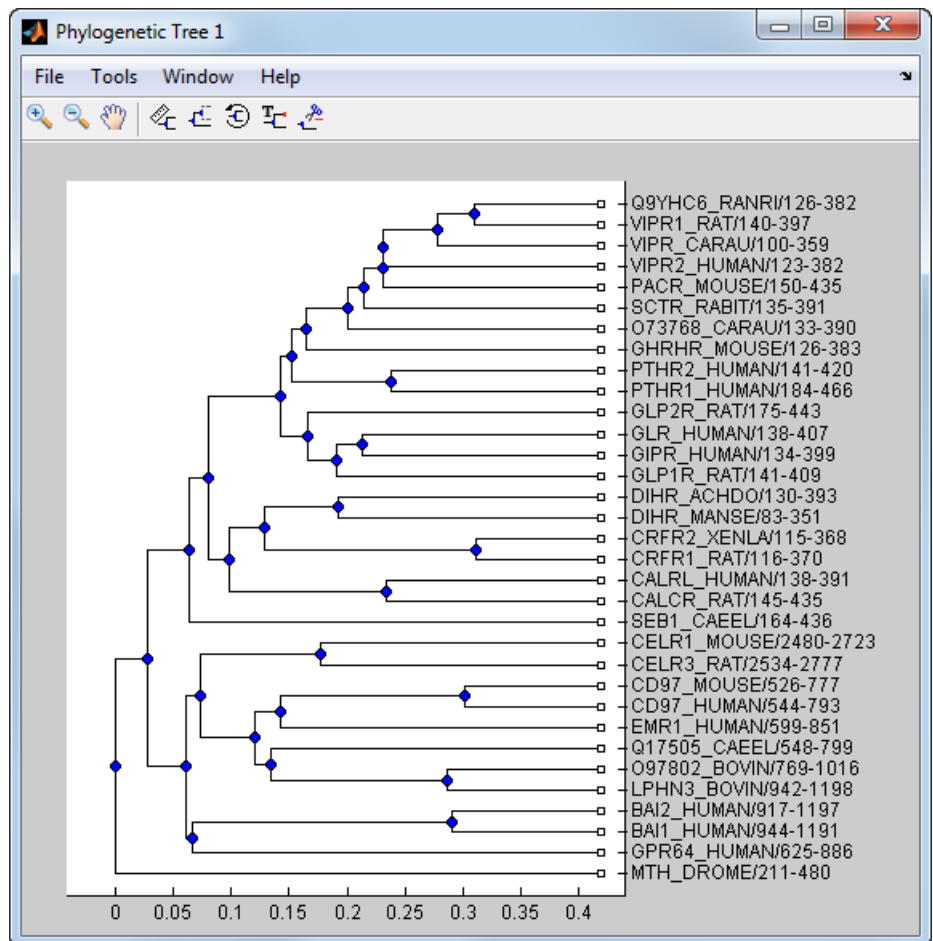 Phylogenetic Tree 1
File Tools Window Help
Q9YHC6_RANRI/126-382
VIPR1_RAT/140-397
VIPR_CARAU/100-359
VIPR2_HUMAN/123-382
PACR_MOUSE/150-435
SCTR_RABIT/135-391
O73768_CARAU/133-390
GHRHR_MOUSE/126-383
PTHR2_HUMAN/141-420
PTHR1_HUMAN/184-466
GLP2R_RAT/175-443
GLR_HUMAN/138-407
GIPR_HUMAN/134-399
GLP1R_RAT/141-409
DIHR_ACHDO/130-393
DIHR_MANSE/83-351
CRFR2_XENLA/115-368
CRFR1_RAT/116-370
CALRL_HUMAN/138-391
CALCR_RAT/145-435
SEB1_CAEEL/164-436
CELR1_MOUSE/2480-2723
CELR3_RAT/2534-2777
CD97_MOUSE/526-777
CD97_HUMAN/544-793
EMR1_HUMAN/599-851
Q17505_CAEEL/548-799
O97802_BOVIN/769-1016
LPHN3_BOVIN/942-1198
BAI2_HUMAN/917-1197
BAI1_HUMAN/944-1191
GPR64_HUMAN/625-886
MTH_DROME/211-480
0 0.05 0.1 0.15 0.2 0.25 0.3 0.35 0.4